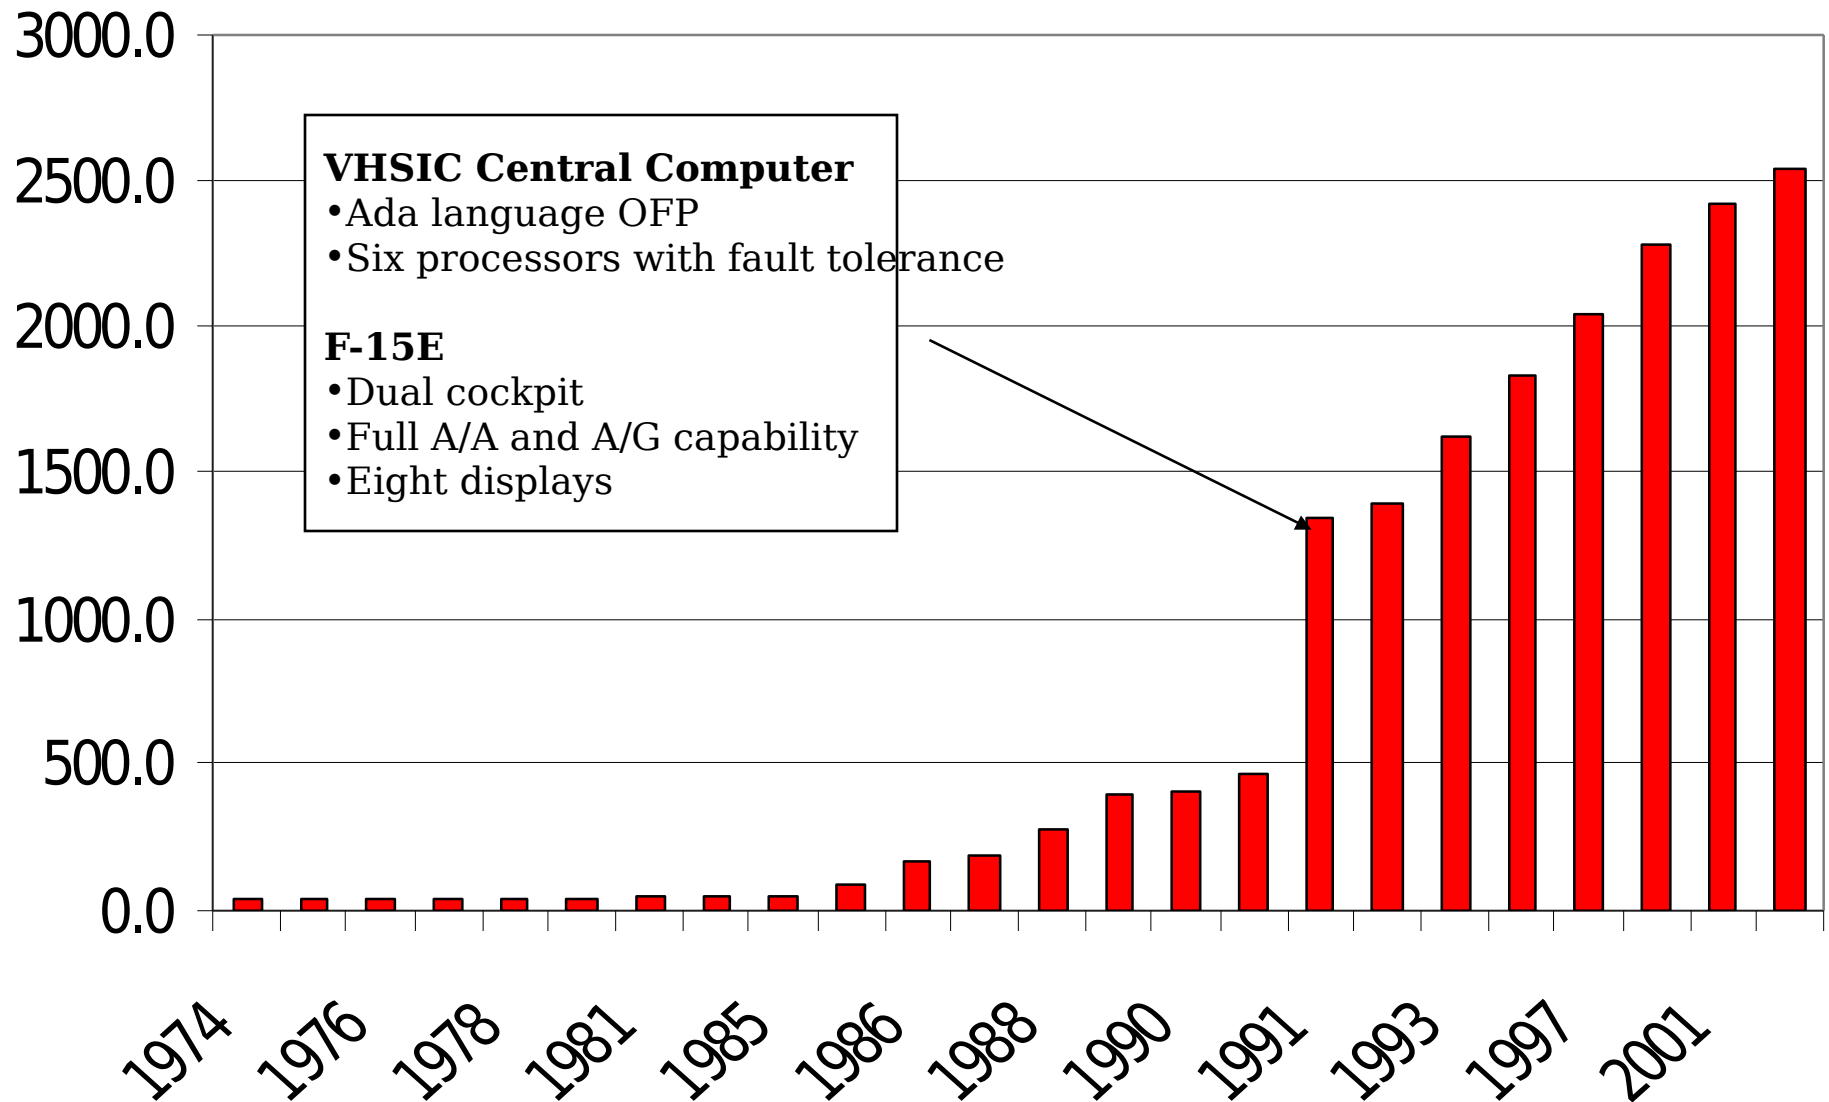 3000.0
2500.0
2000.0
1500.0
1000.0
500.0
0.0
VHSIC Central Computer
•Ada language OFP
•Six processors with fault tolerance
F-15E
•Dual cockpit
•Full A/A and A/G capability
•Eight displays
1974 1976 1978 1981 1985 1986 1988 1990 1991 1993 1997 2001